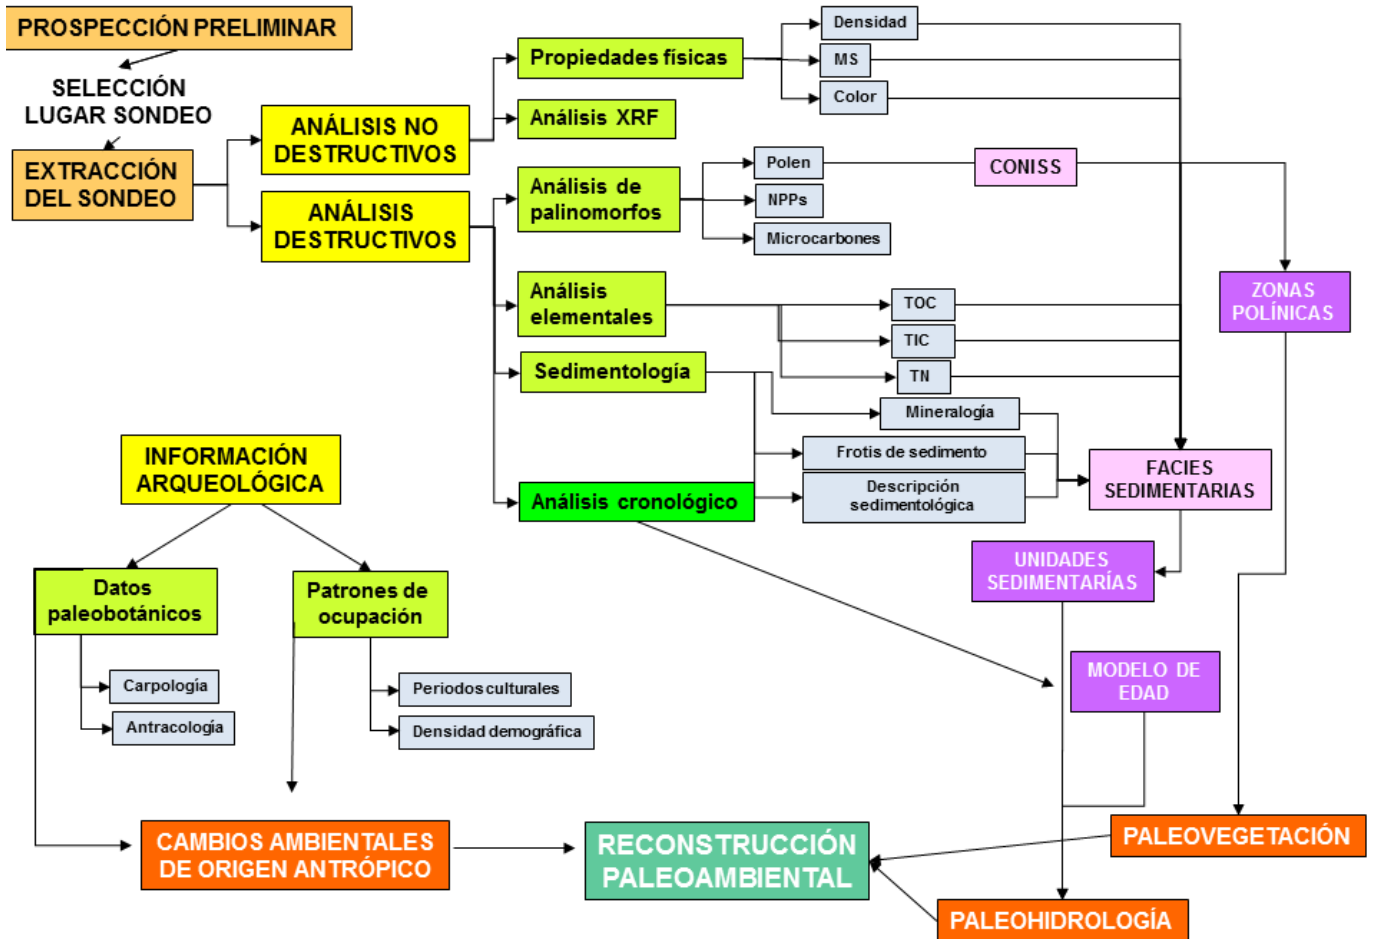 PROSPECCIÓN PRELIMINAR
SELECCIÓN
LUGAR SONDEO
EXTRACCIÓN
DEL SONDEO
ANÁLISIS NO
DESTRUCTIVOS
ANÁLISIS
DESTRUCTIVOS
Propiedades físicas
Análisis XRF
Análisis de
palinomorfos
Análisis
elementales
Sedimentología
Análisis cronológico
Densidad
MS
Color
Polen
NPPs
Microcarbones
CONISS
TOC
TIC
TN
Mineralogía
Frotis de sedimento
Descripción
sedimentológica
ZONAS
POLÍNICAS
FACIES
SEDIMENTARIAS
UNIDADES
SEDIMENTARÍAS
MODELO DE
EDAD
INFORMACIÓN
ARQUEOLÓGICA
Datos
paleobotánicos
Patrones de
ocupación
Carpología
Antracología
Periodos culturales
Densidad demográfica
CAMBIOS AMBIENTALES
DE ORIGEN ANTRÓPICO
RECONSTRUCCIÓN
PALEOAMBIENTAL
PALEOVEGETACIÓN
PALEOHIDROLOGÍA